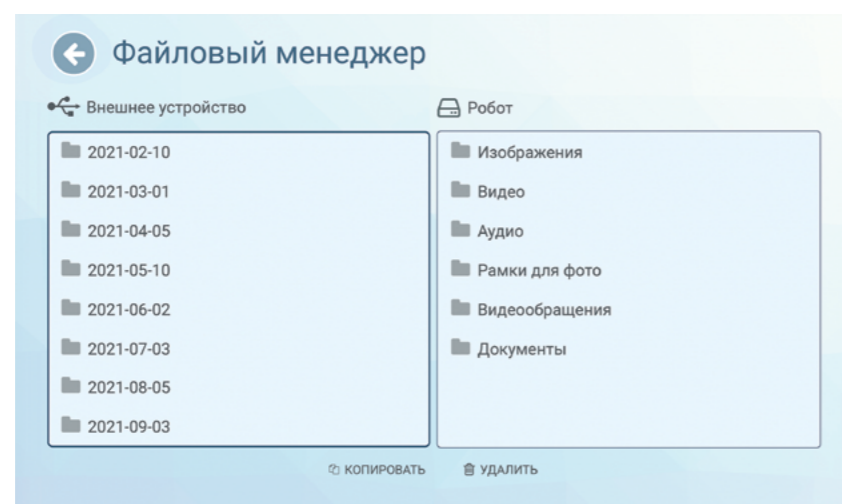 Файловый менеджер
Внешнее устройство
2021-02-10
2021-03-01
2021-04-05
2021-05-10
2021-06-02
2021-07-03
2021-08-05
2021-09-03
Робот
Изображения
Видео
Аудио
Рамки для фото
Видеообращения
Документы
КОПИРОВАТЬ
УДАЛИТЬ